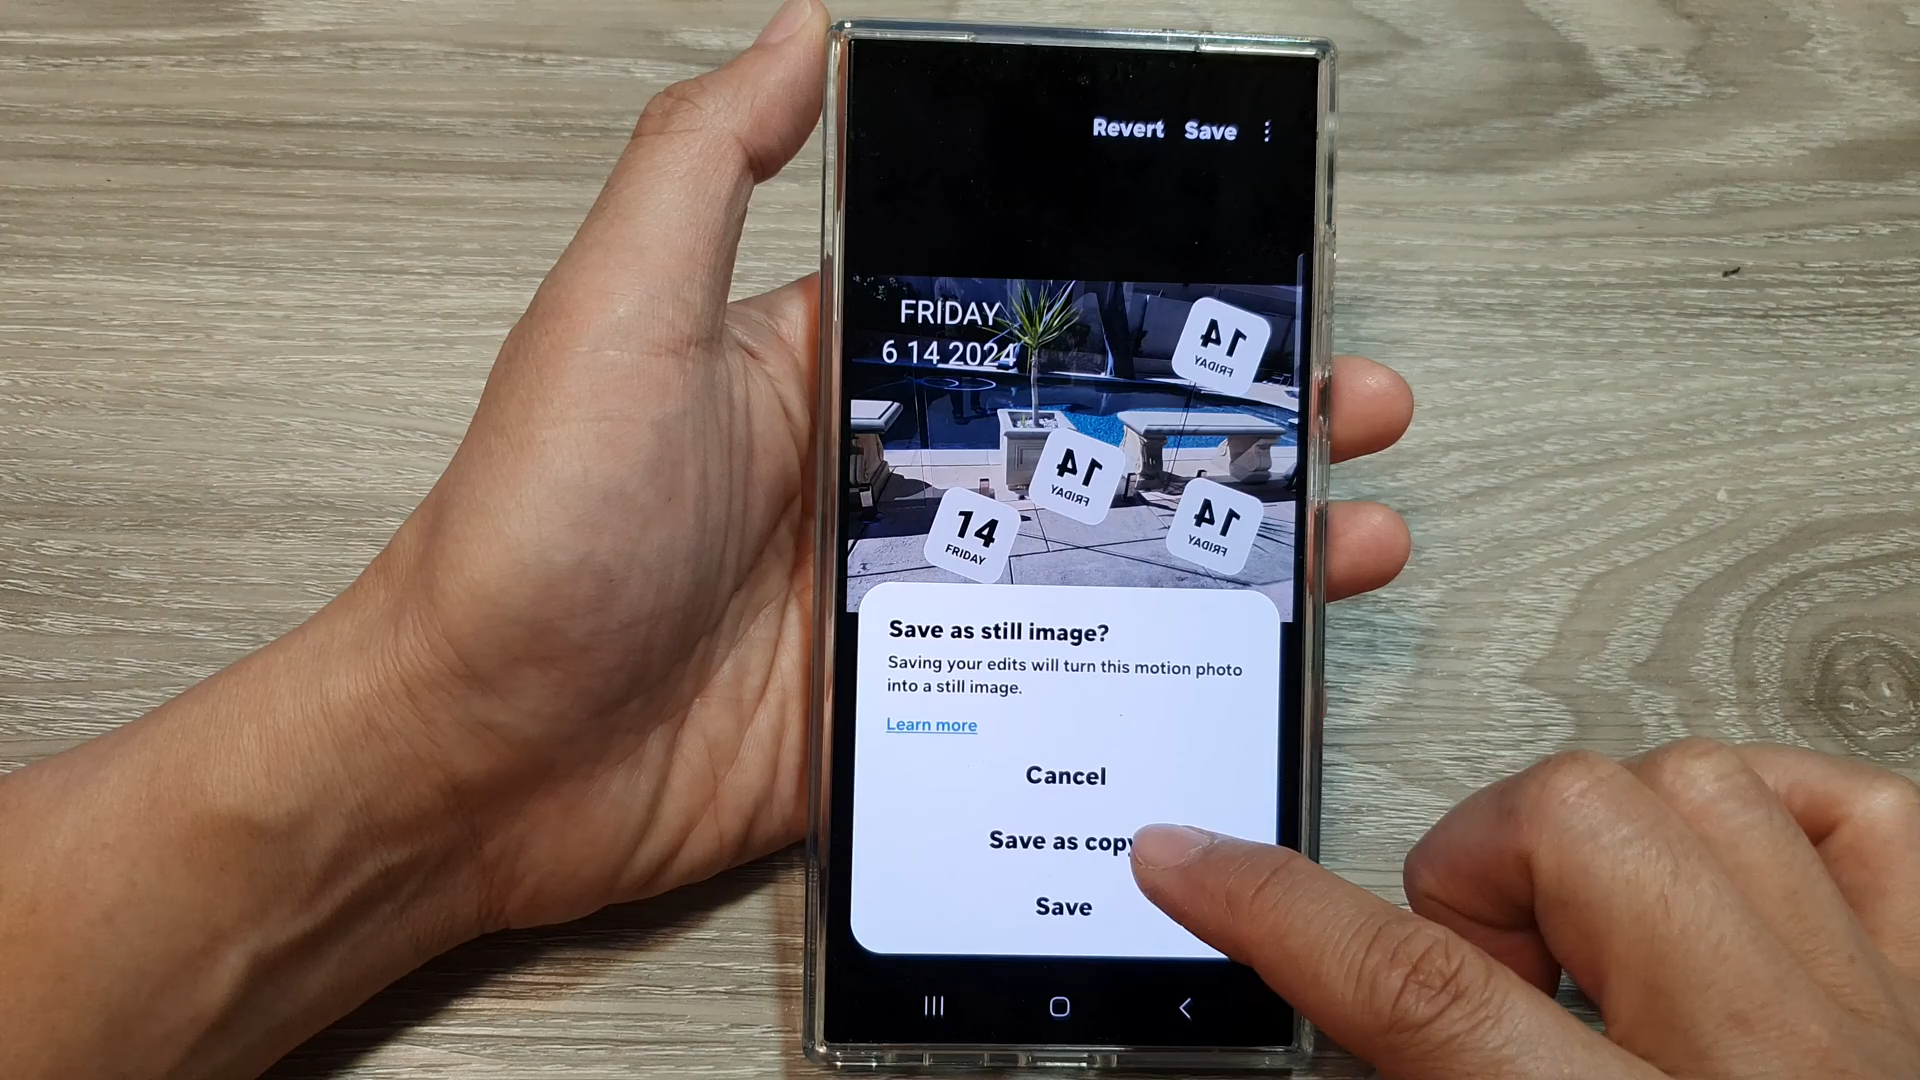 Revert Save
FRIDAY
6 14 2024
14
FRIDAY
14
FRIDAY
14
FRIDAY
14
FRIDAY
Save as still image?
Saving your edits will turn this motion photo
into a still image.
Learn more
Cancel
Save as copy
Save